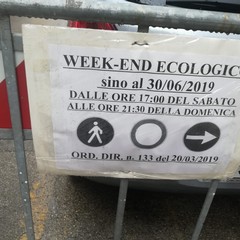 WEEK-END ECOLOGIC
sino al 30/06/2019
DALLE ORE 17:00 DEL SABATO
ALLE ORE 21:30 DELLA DOMENICA
ORD. DIR. n. 133 del 20/03/2019